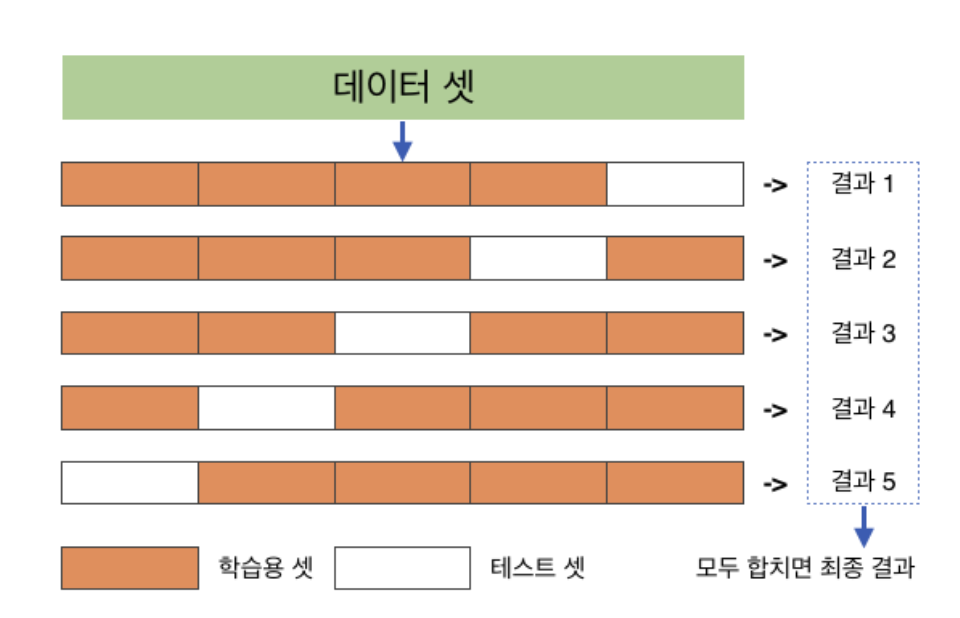 데이터 셋
-> 결과 1
-> 결과 2
-> 결과 3
-> 결과 4
-> 결과 5
학습용 셋 테스트 셋 모두 합치면 최종 결과